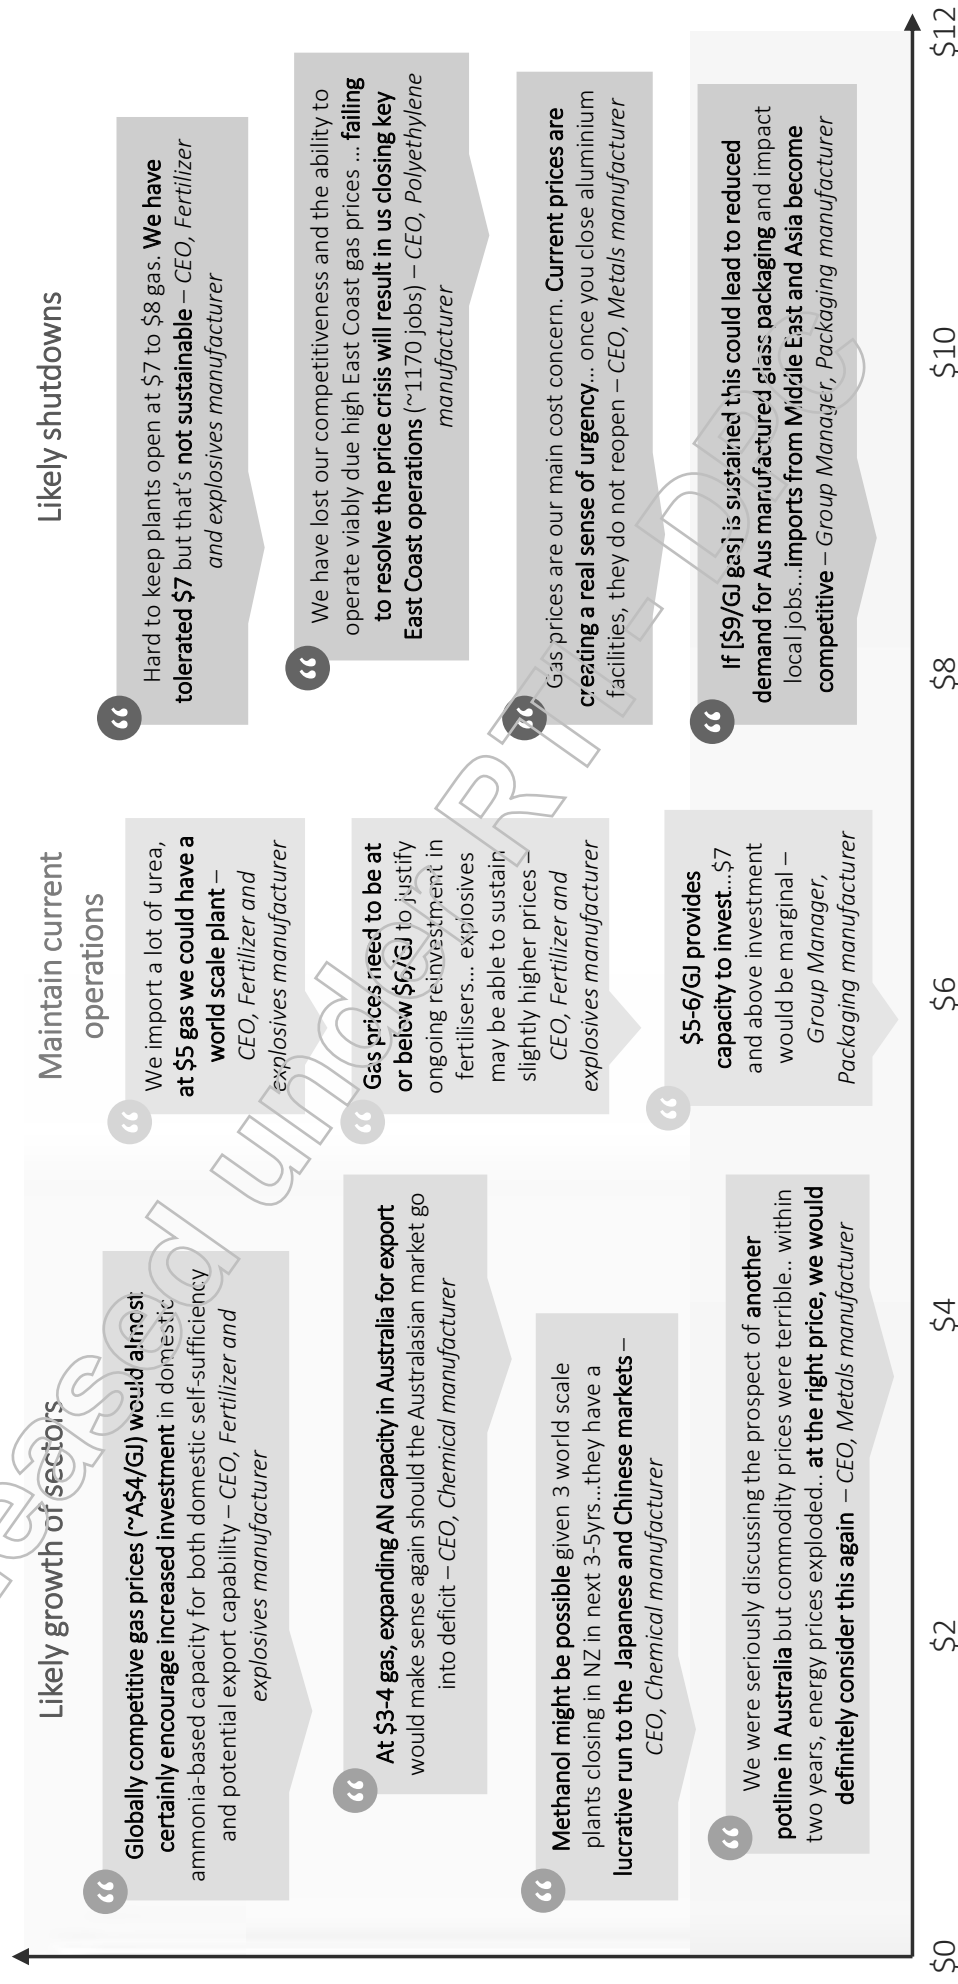 Likely growth of sectors
Globally competitive gas prices (~A$4/GJ) would almost
certainly encourage increased investment in domestic
ammonia-based capacity for both domestic self-sufficiency
and potential export capability – CEO, Fertilizer and
explosives manufacturer
At $3-4 gas, expanding AN capacity in Australia for export
would make sense again should the Australasian market go
into deficit – CEO, Chemical manufacturer
Methanol might be possible given 3 world scale
plants closing in NZ in next 3-5yrs...they have a
lucrative run to the Japanese and Chinese markets –
CEO, Chemical manufacturer
We were seriously discussing the prospect of another
potline in Australia but commodity prices were terrible.. within
two years, energy prices exploded.. at the right price, we would
definitely consider this again – CEO, Metals manufacturer
Maintain current
operations
We import a lot of urea,
at $5 gas we could have a
world scale plant –
CEO, Fertilizer and
explosives manufacturer
Gas prices need to be at
or below $6/GJ to justify
ongoing reinvestment in
fertilisers... explosives
may be able to sustain
slightly higher prices –
CEO, Fertilizer and
explosives manufacturer
$5-6/GJ provides
capacity to invest...$7
and above investment
would be marginal –
Group Manager,
Packaging manufacturer
Likely shutdowns
Hard to keep plants open at $7 to $8 gas. We have
tolerated $7 but that's not sustainable – CEO, Fertilizer
and explosives manufacturer
We have lost our competitiveness and the ability to
operate viably due high East Coast gas prices ... failing
to resolve the price crisis will result in us closing key
East Coast operations (~1170 jobs) – CEO, Polyethylene
manufacturer
Gas prices are our main cost concern. Current prices are
creating a real sense of urgency... once you close aluminium
facilities, they do not reopen – CEO, Metals manufacturer
If [$9/GJ gas] is sustained this could lead to reduced
demand for Aus manufactured glass packaging and impact
local jobs...imports from Middle East and Asia become
competitive – Group Manager, Packaging manufacturer
$0
$2
$4
$6
$8
$10
$12
eased under RTI - DPC